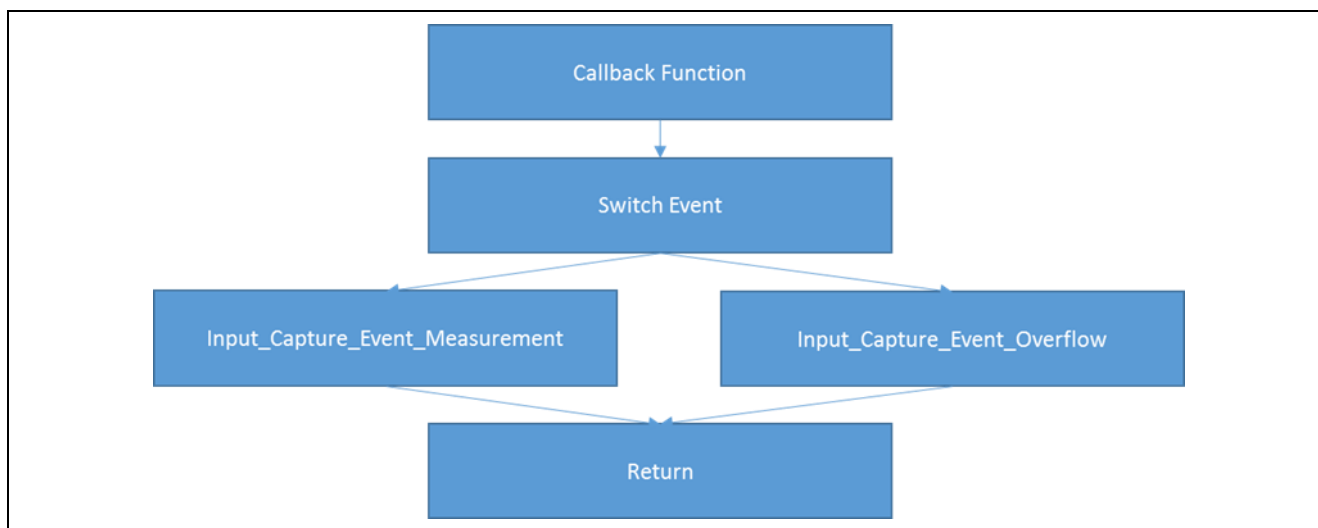 Callback Function
Switch Event
Input_Capture_Event_Measurement
Input_Capture_Event_Overflow
Return